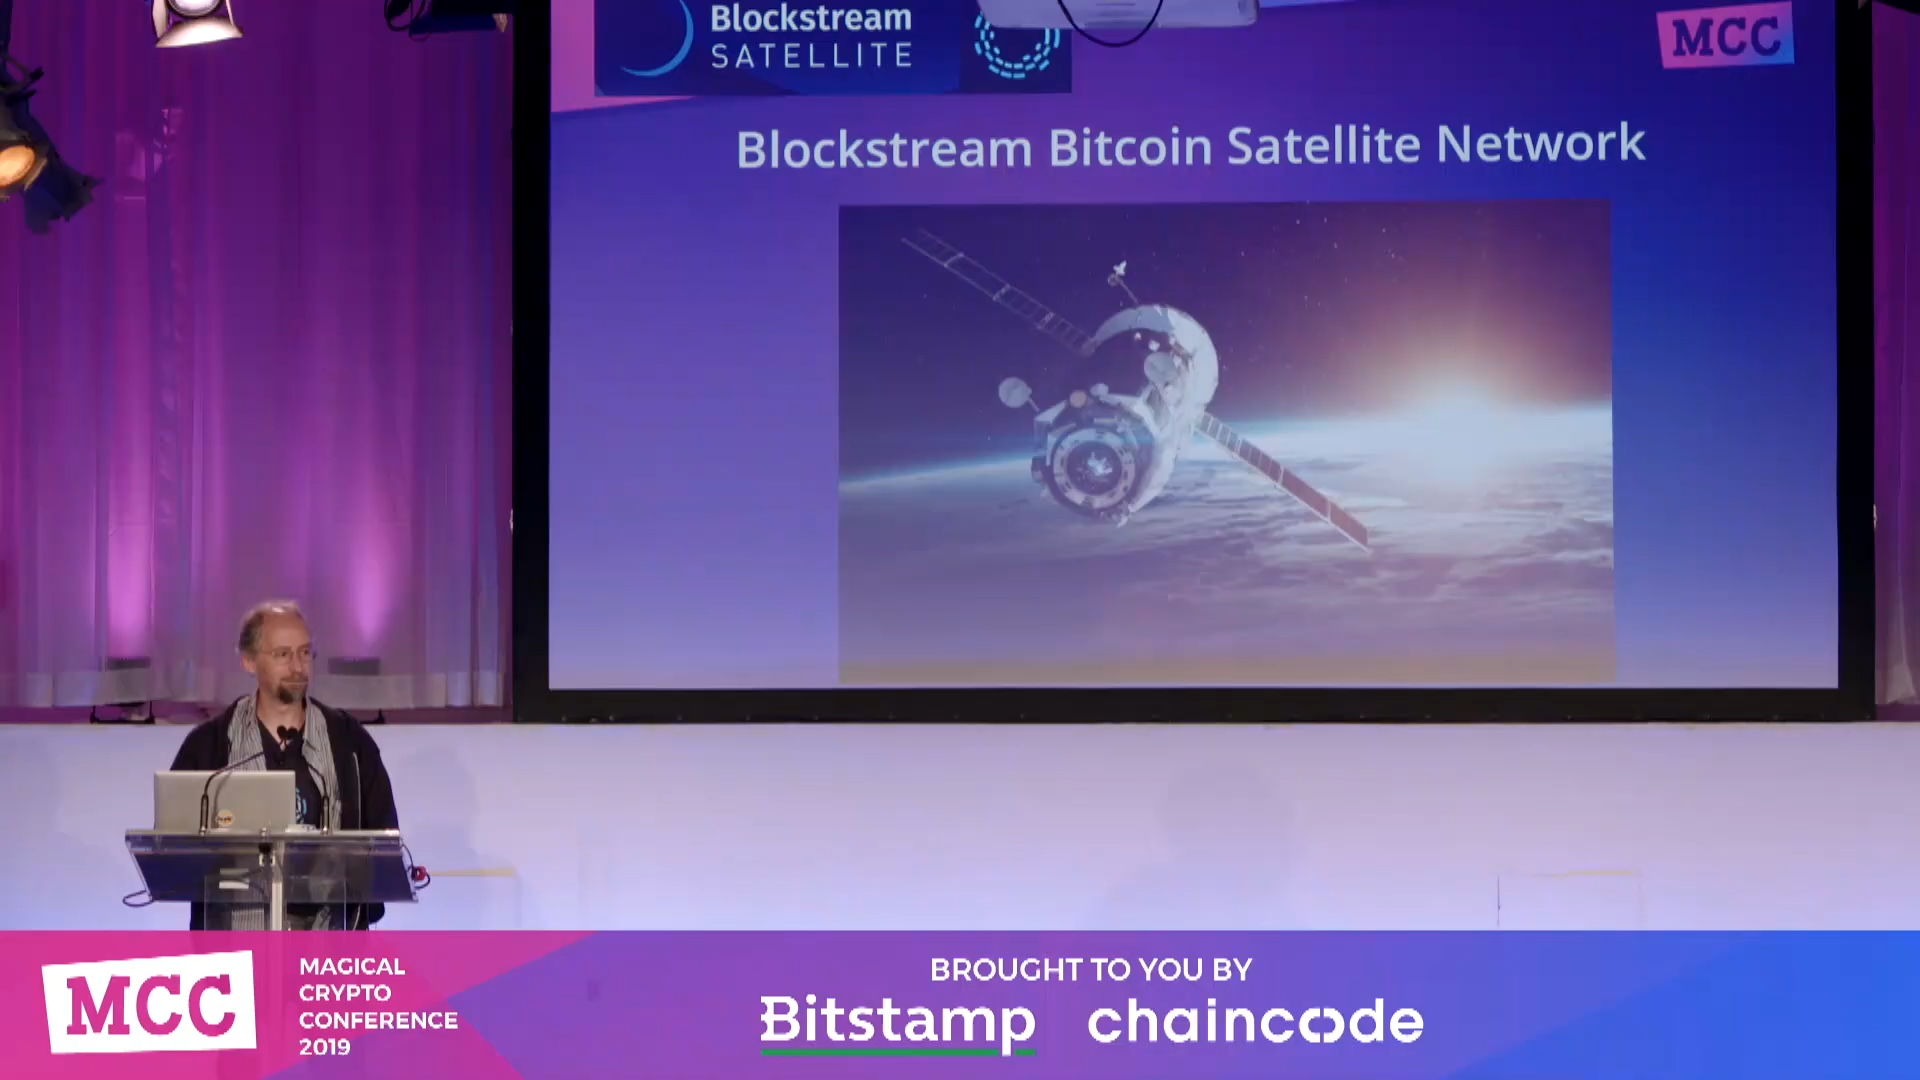 Blockstream
SATELLITE
MCC
Blockstream Bitcoin Satellite Network
MCC
MAGICAL
CRYPTO
CONFERENCE
2019
BROUGHT TO YOU BY
Bitstamp
chaincode